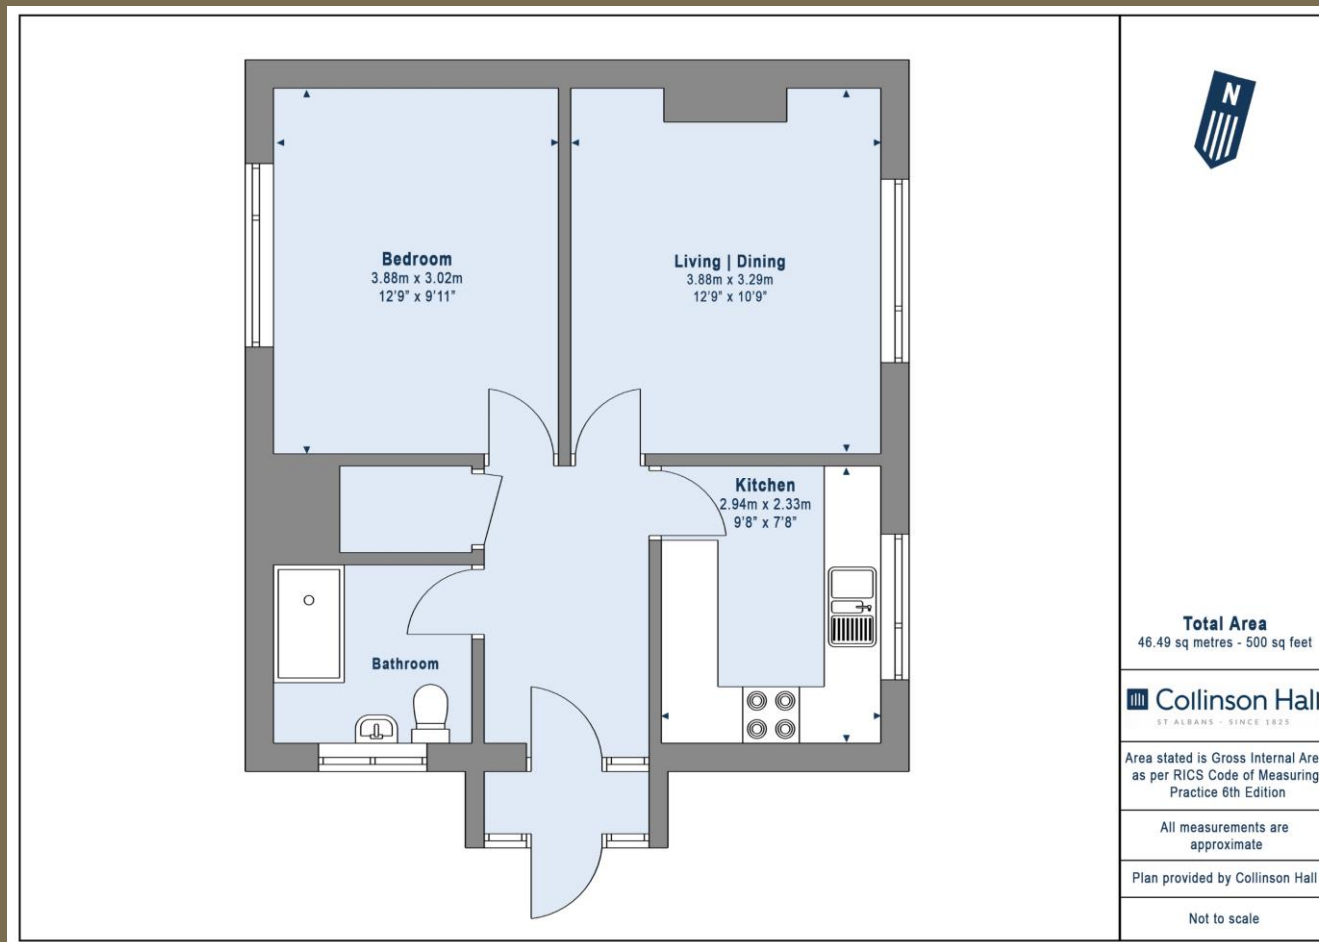 Bedroom
3.88m x 3.02m
12'9" x 9'11"
Living | Dining
3.88m x 3.29m
12'9" x 10'9"
Kitchen
2.94m x 2.33m
9'8" x 7'8"
Bathroom
N
Total Area
46.49 sq metres - 500 sq feet
Collinson Hall
ST ALBANS - SINCE 1825
Area stated is Gross Internal Are
as per RICS Code of Measuring
Practice 6th Edition
All measurements are
approximate
Plan provided by Collinson Hall
Not to scale